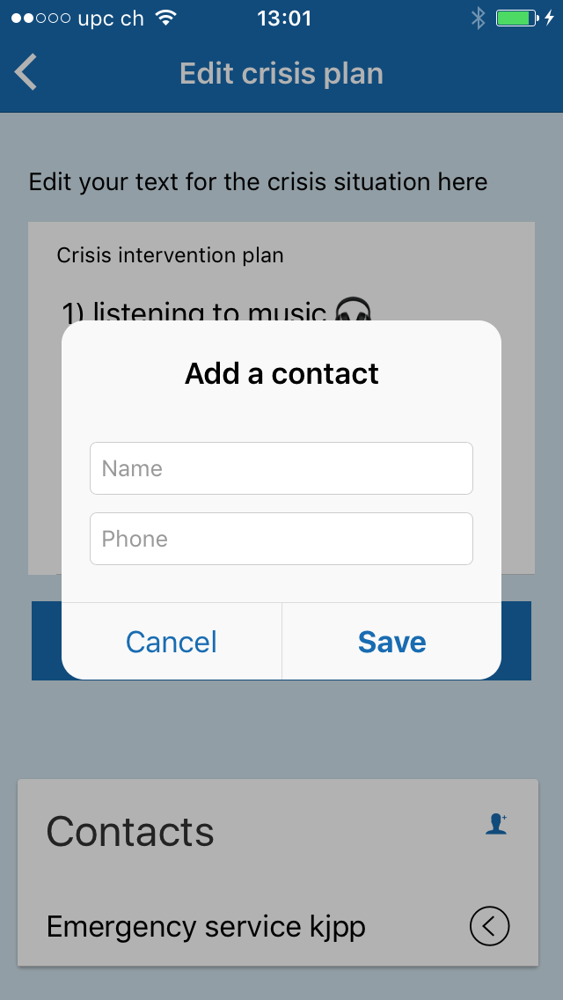 upc ch 13:01
Edit crisis plan
Edit your text for the crisis situation here
Crisis intervention plan
1) listening to music 🎧
Add a contact
Name
Phone
Cancel Save
Contacts
Emergency service kjpp